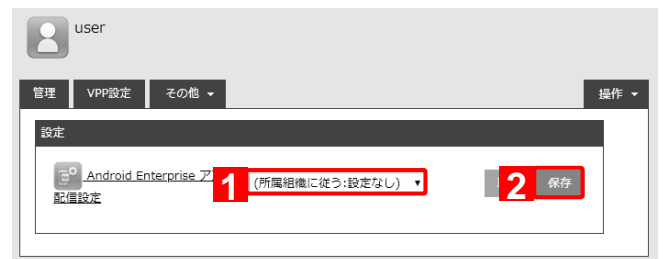 user
管理 VPP設定 その他
操作
設定
Android Enterprise ア
配信設定
1
(所属組織に従う:設定なし)
2
保存